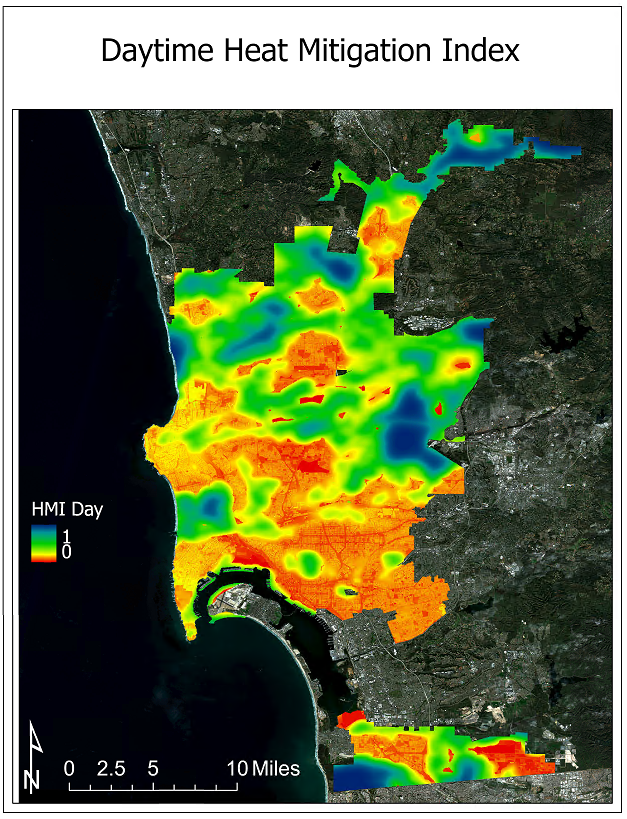 Daytime Heat Mitigation Index
HMI Day
1
0
N
0 2.5 5 10 Miles